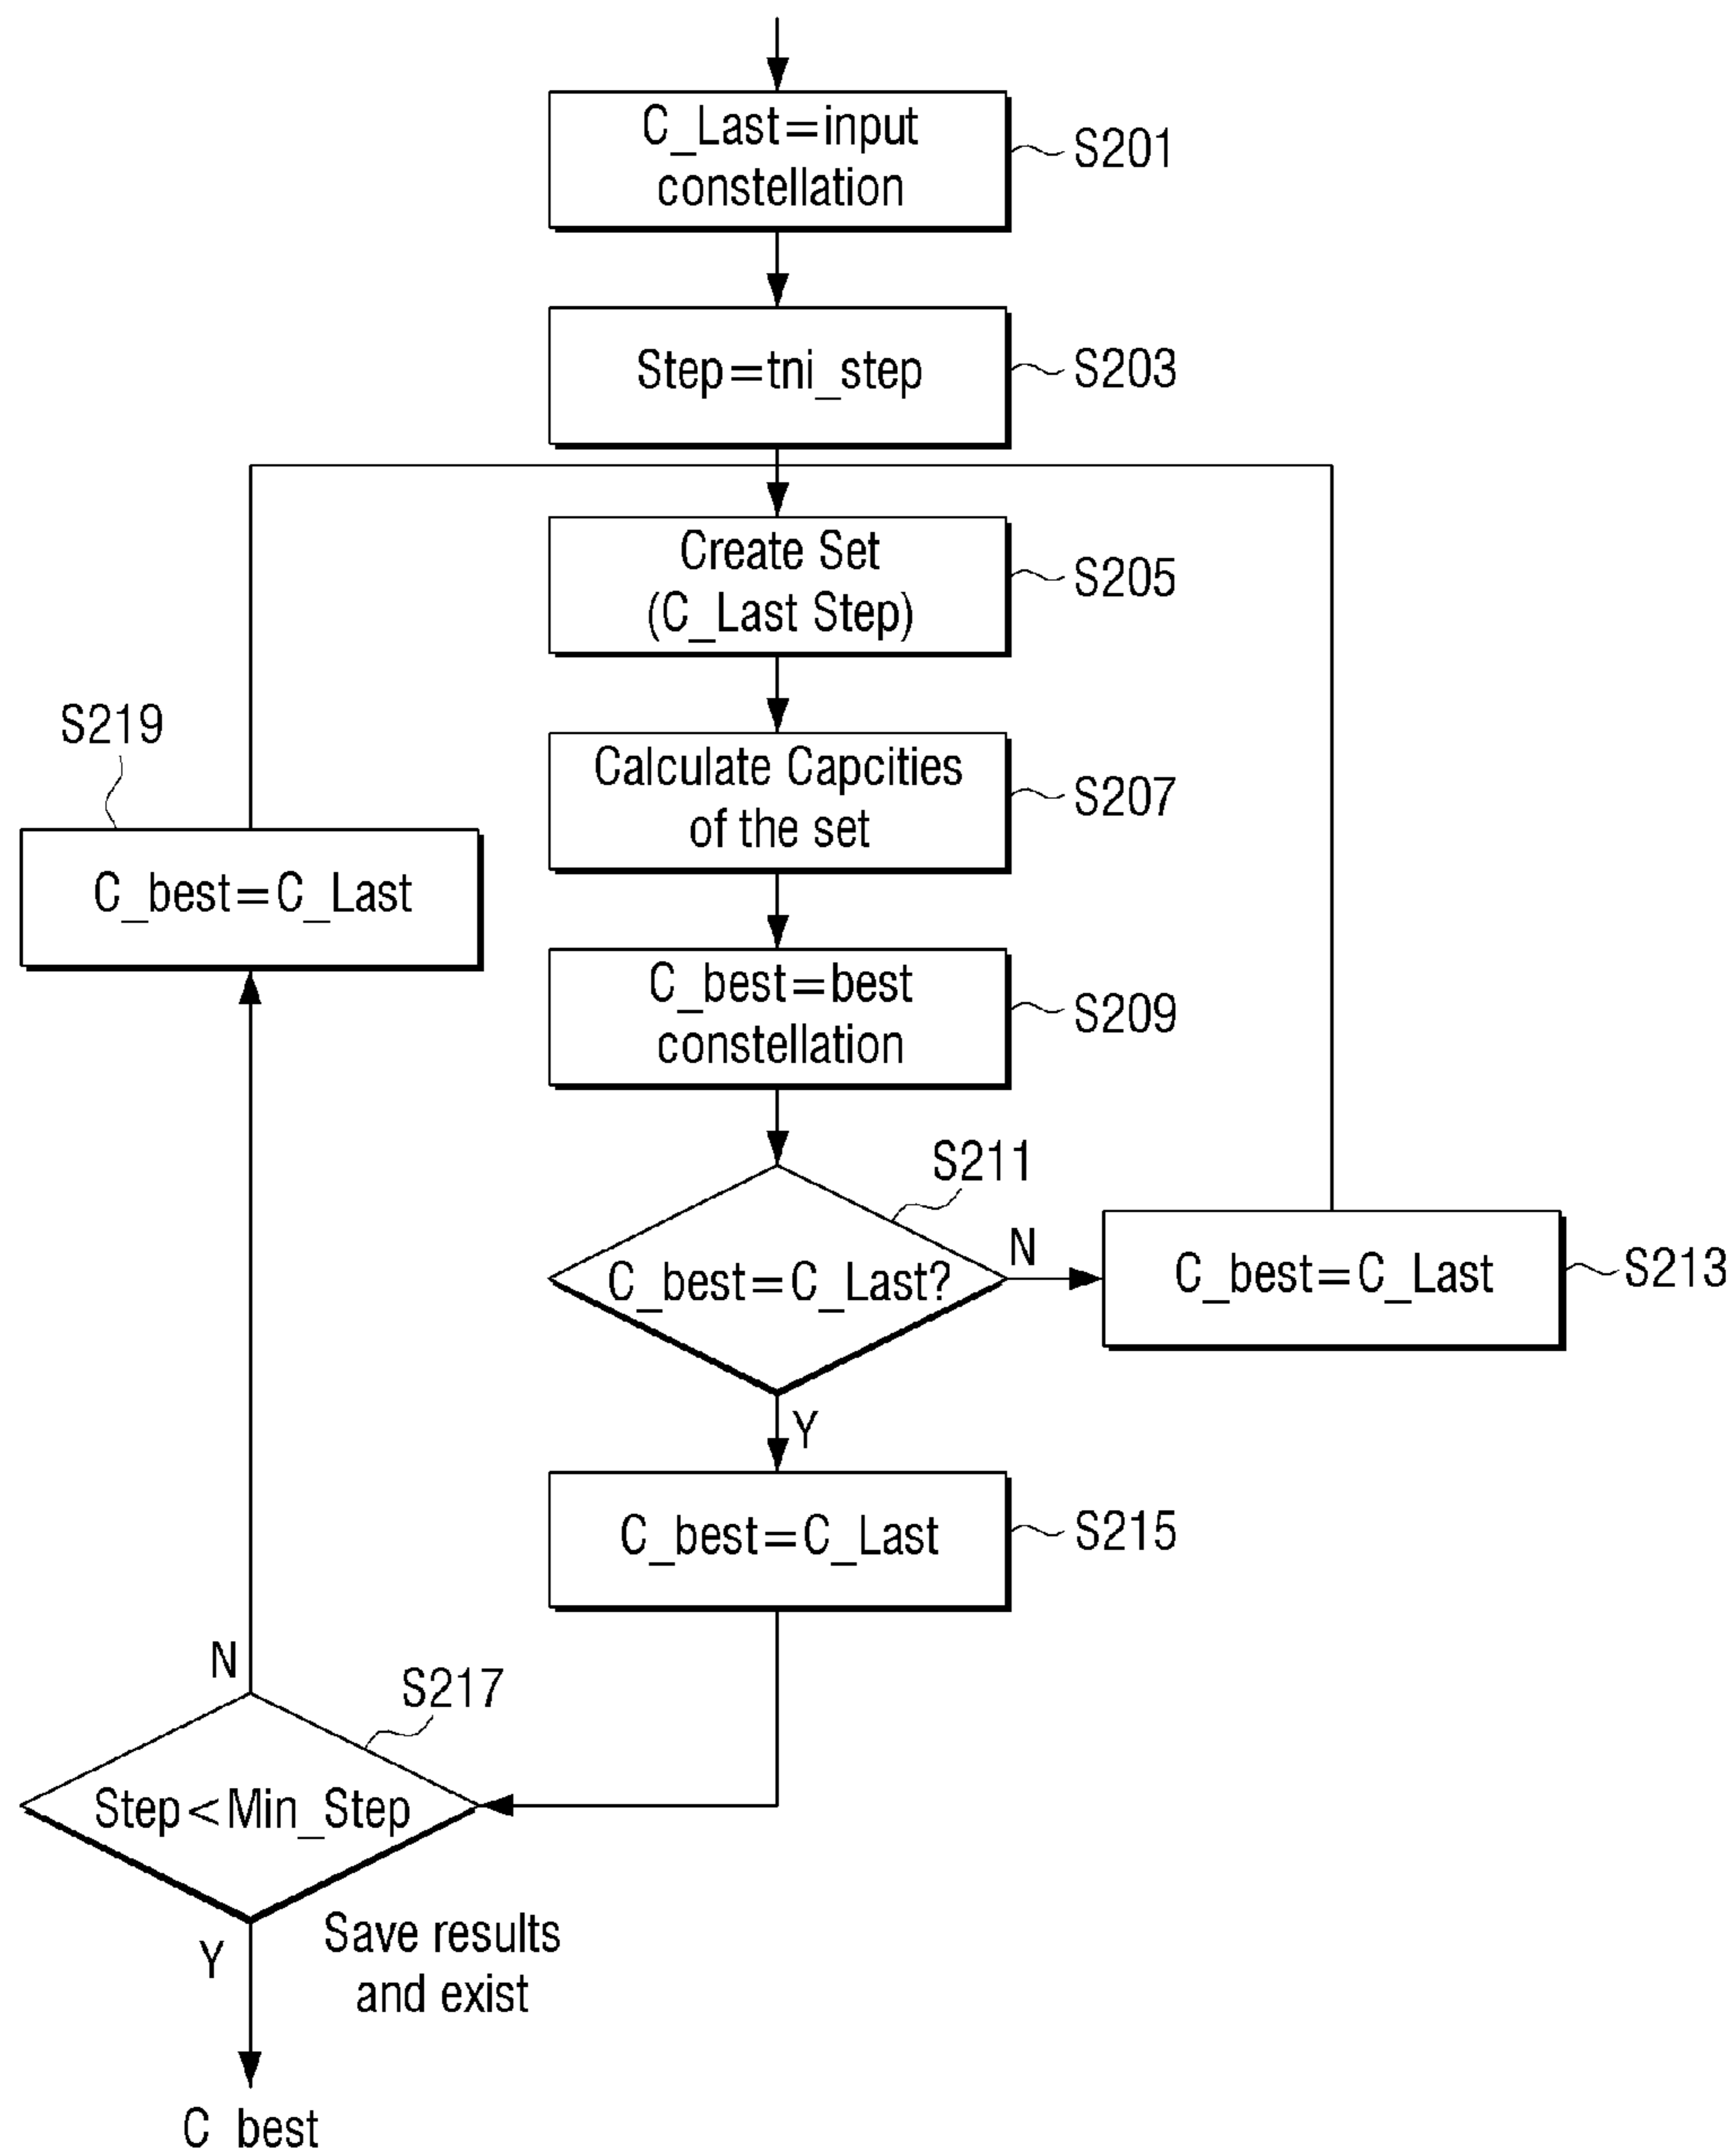 C_Last=input
constellation
S201
Step=tni_step
S203
Create Set
(C_Last Step)
S205
S219
Calculate Capcities
of the set
S207
C_best=C_Last
C_best=best
constellation
S209
S211
C_best=C_Last?
N
C_best=C_Last
S213
Y
C_best=C_Last
S215
N
S217
Step<Min_Step
Y
Save results
and exist
C best